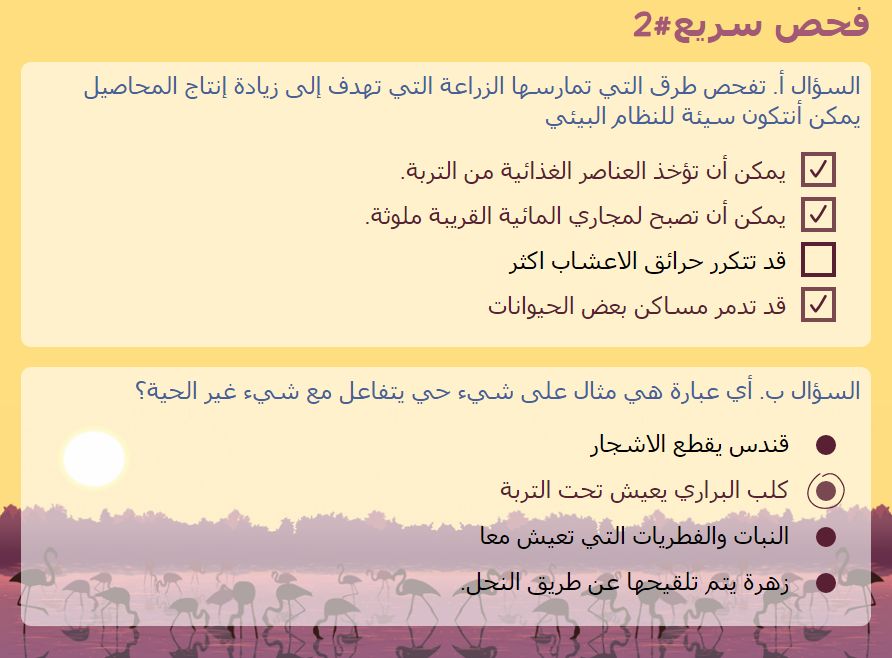 فحص سريع#2
السؤال أ. تفحص طرق التي تمارسها الزراعة التي تهدف إلى زيادة إنتاج المحاصيل
يمكن أنتكون سيئة للنظام البيئي
يمكن أن تؤخذ العناصر الغذائية من التربة.
يمكن أن تصبح لمجاري المائية القريبة ملوثة.
قد تتكرر حرائق الاعشاب اكثر
قد تدمر مساكن بعض الحيوانات
السؤال ب. أي عبارة هي مثال على شيء حي يتفاعل مع شيء غير الحية؟
قندس يقطع الاشجار
كلب البراري يعيش تحت التربة
النبات والفطريات التي تعيش معا
زهرة يتم تلقيحها عن طريق النحل.